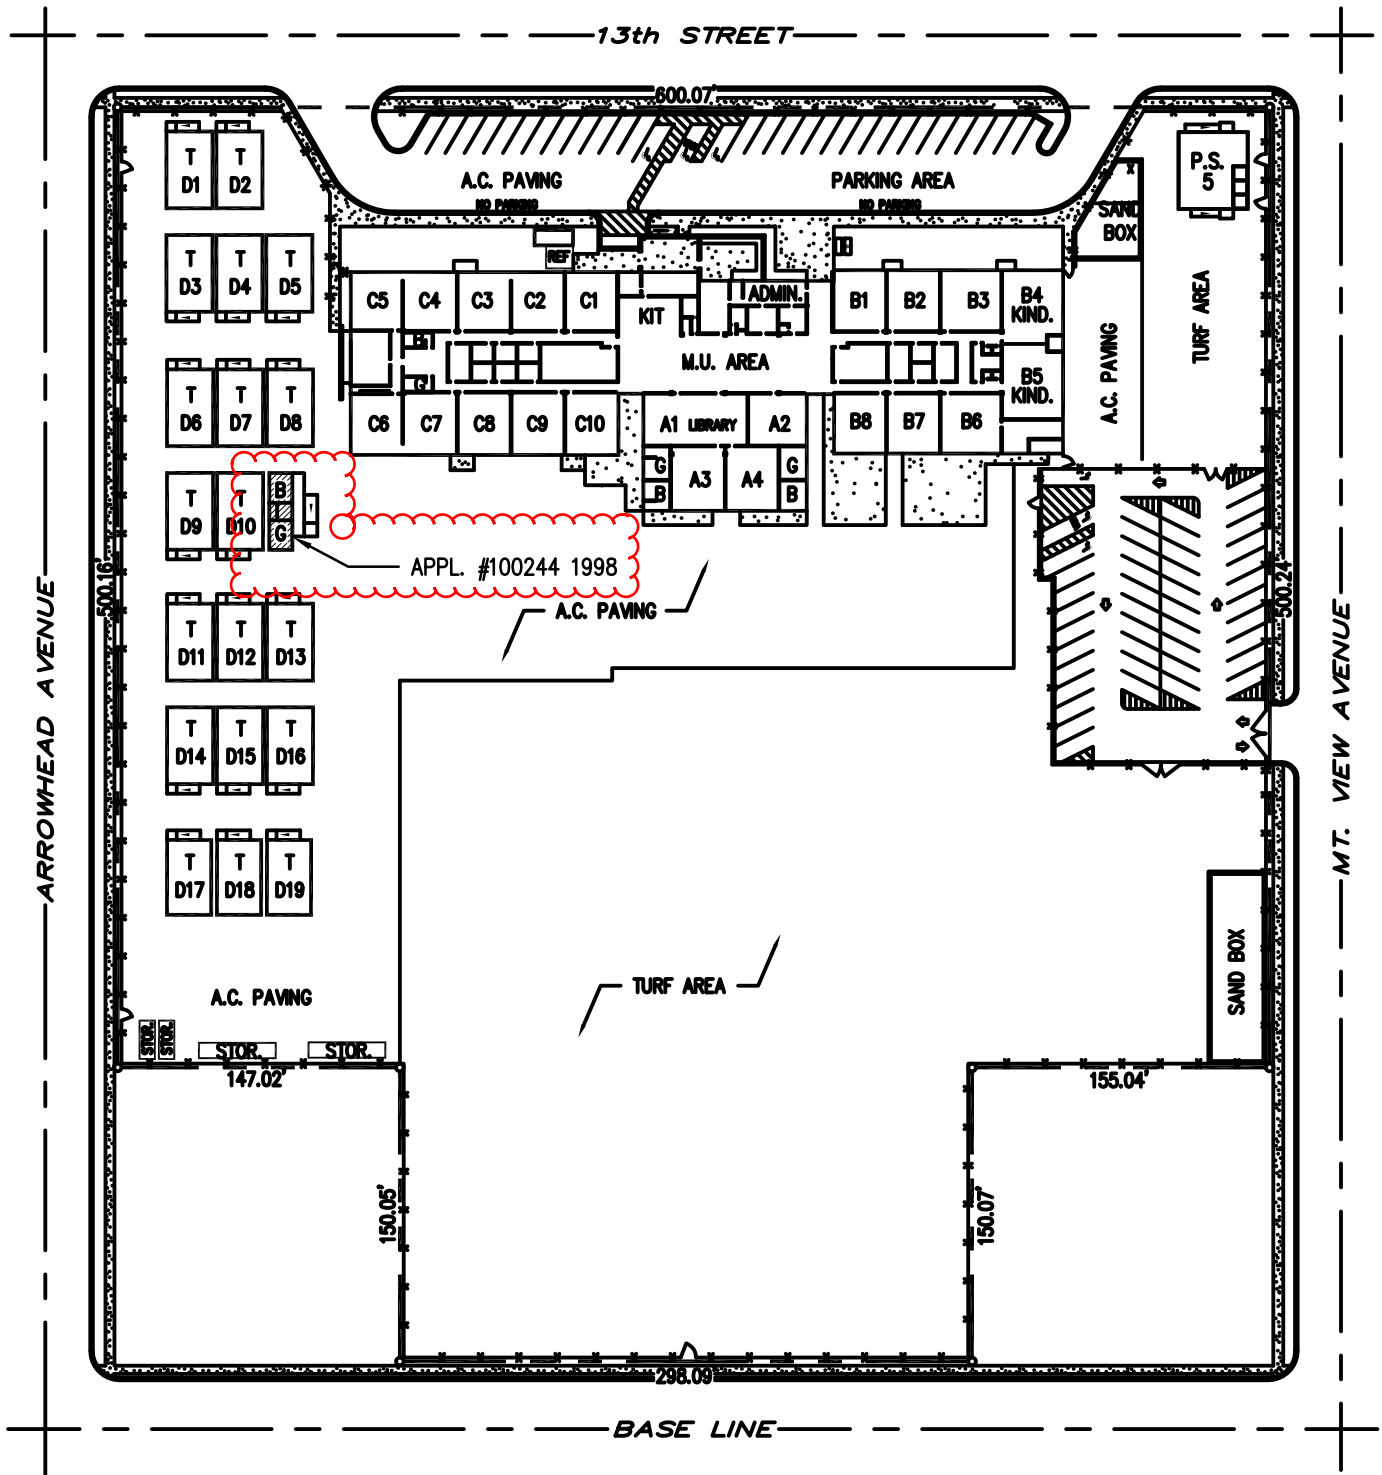 13th STREET
600.07'
T
D1
T
D2
A.C. PAVING
NO PARKING
PARKING AREA
NO PARKING
P.S.
5
SAND
BOX
T
D3
T
D4
T
D5
REF
C5
C4
C3
C2
C1
KIT
ADMIN.
B1
B2
B3
B4
KIND.
A.C. PAVING
TURF AREA
B
G
M.U. AREA
B5
KIND.
T
D6
T
D7
T
D8
C6
C7
C8
C9
C10
A1 LIBRARY
A2
B8
B7
B6
G
B
A3
A4
G
B
T
D9
T
D10
B
G
APPL. #100244 1998
A.C. PAVING
500.16'
500.24'
ARROWHEAD AVENUE
MT. VIEW AVENUE
T
D11
T
D12
T
D13
T
D14
T
D15
T
D16
T
D17
T
D18
T
D19
TURF AREA
SAND BOX
A.C. PAVING
STOR.
STOR.
STOR.
STOR.
147.02'
155.04'
150.05'
150.07'
298.09'
BASE LINE